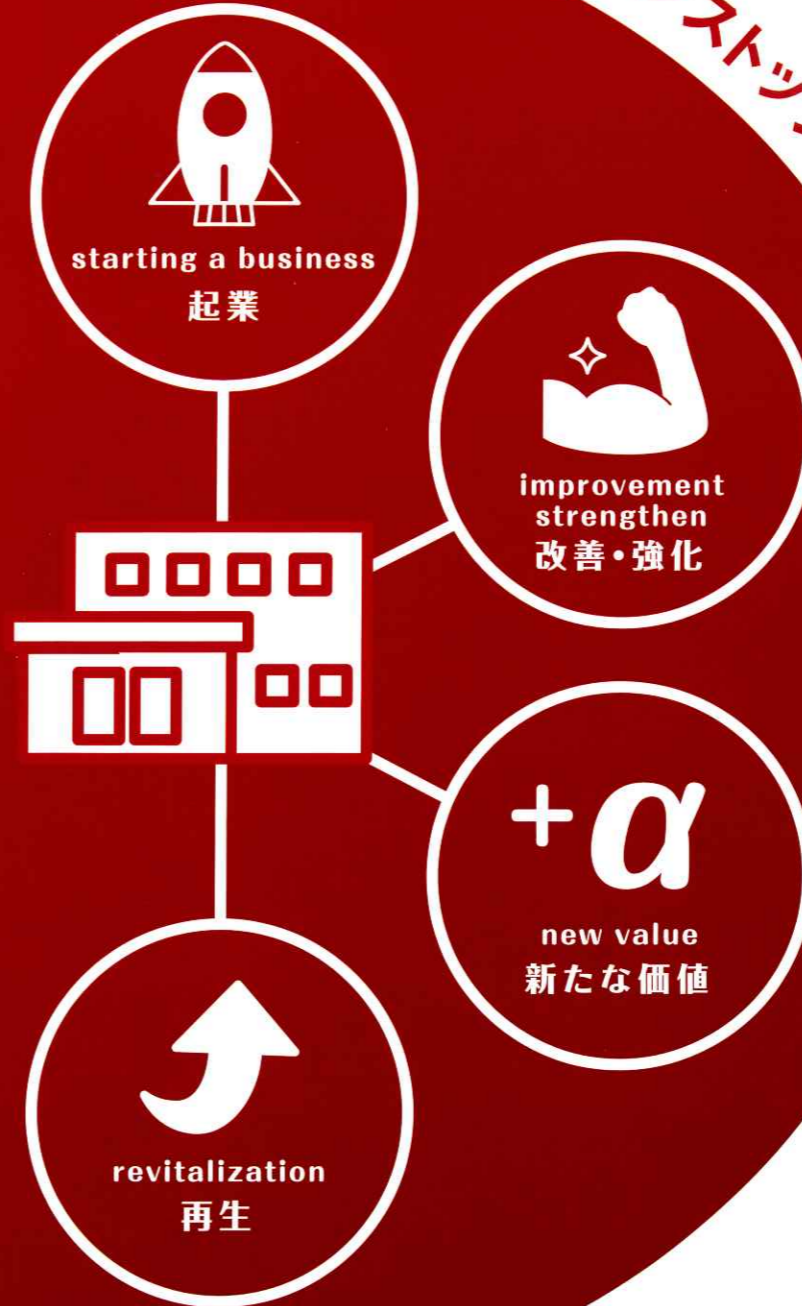 ストップ
starting a business
起業
improvement
strengthen
改善・強化
+α
new value
新たな価値
revitalization
再生